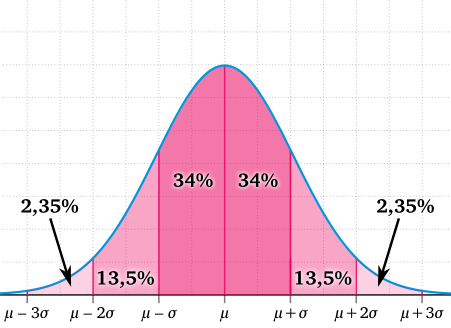 34% 34%
2,35% 2,35%
13,5% 13,5%
μ − 3σ μ − 2σ μ − σ μ μ + σ μ + 2σ μ + 3σ